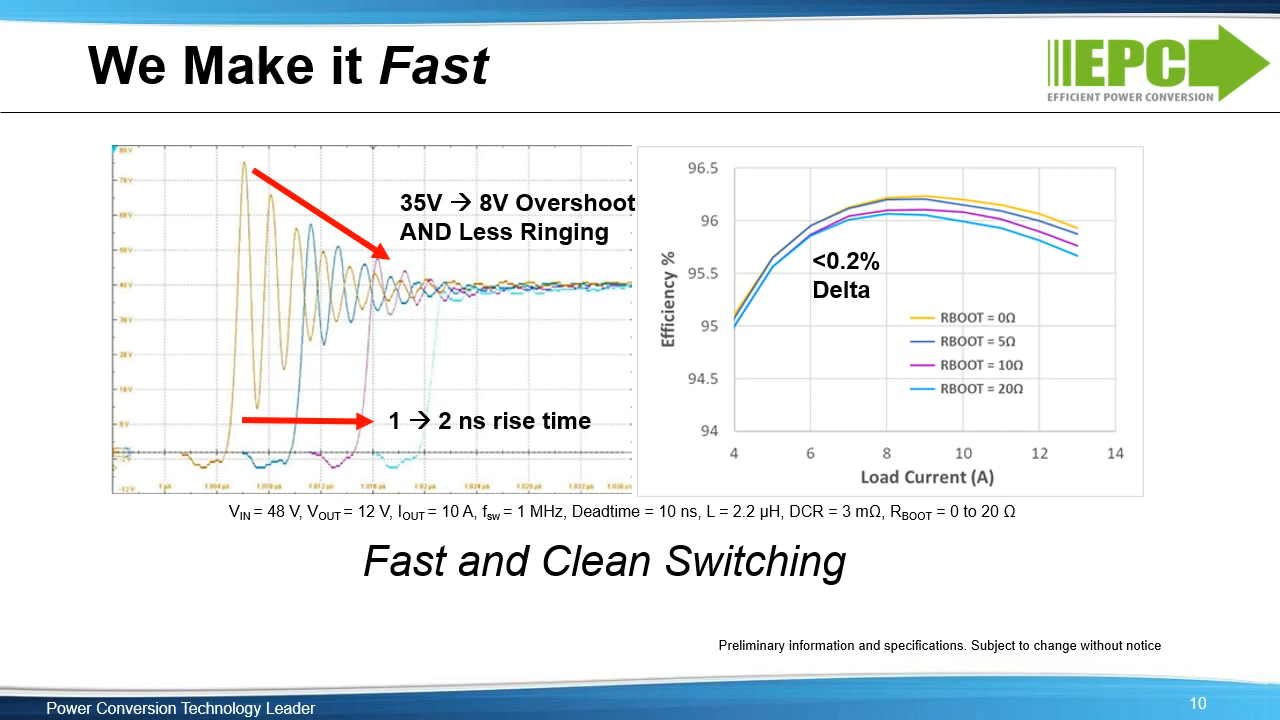 We Make it Fast
EPC
EFFICIENT POWER CONVERSION
35V → 8V Overshoot
AND Less Ringing
1 → 2 ns rise time
96.5
96
95.5
95
94.5
94
Efficiency %
<0.2%
Delta
RBOOT = 0Ω
RBOOT = 5Ω
RBOOT = 10Ω
RBOOT = 20Ω
4 6 8 10 12 14
Load Current (A)
VIN = 48 V, VOUT = 12 V, IOUT = 10 A, fsw = 1 MHz, Deadtime = 10 ns, L = 2.2 μH, DCR = 3 mΩ, RBOOT = 0 to 20 Ω
Fast and Clean Switching
Preliminary information and specifications. Subject to change without notice
Power Conversion Technology Leader
10